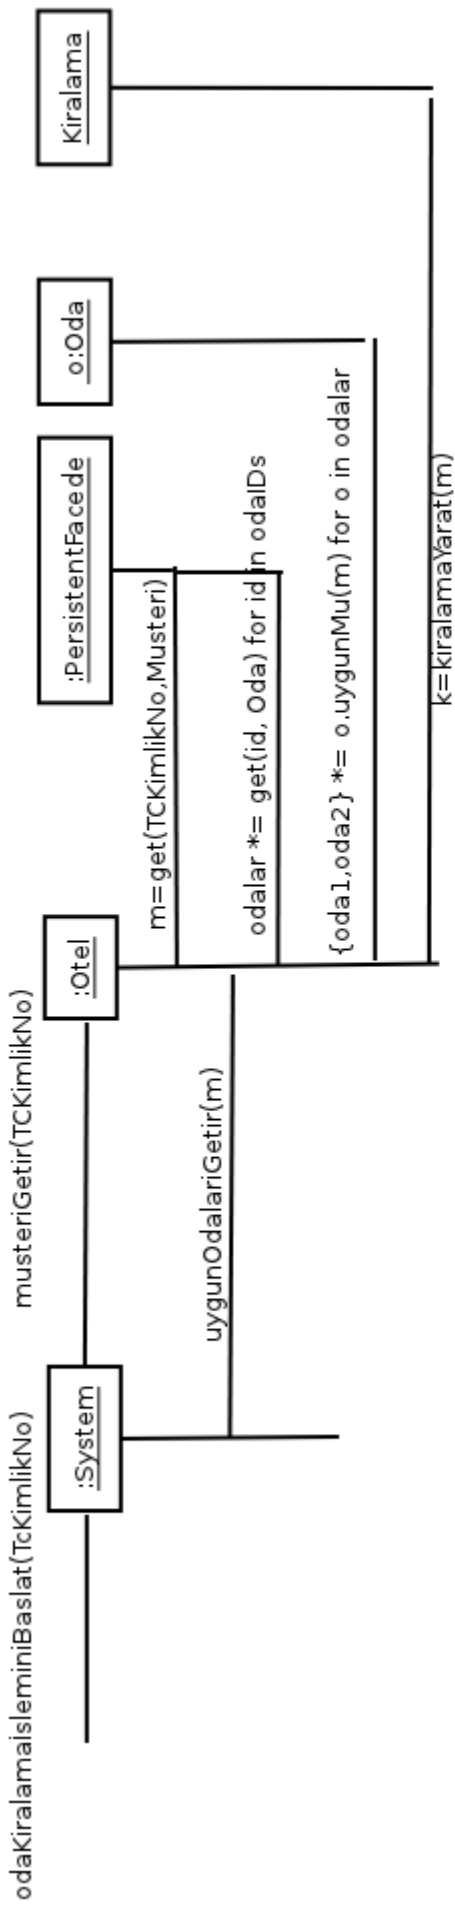 odaKiralamaIsleminiBaslat(TcKimlikNo)
musteriGetir(TCKimlikNo)
:System
:Otel
:PersistentFacede
o:Oda
Kiralama
m=get(TCKimlikNo,Musteri)
uygunOdalariGetir(m)
odalar *= get(id, Oda) for id in odaIDs
{oda1,oda2} *= o.uygunMu(m) for o in odalar
k=kiralamaYarat(m)